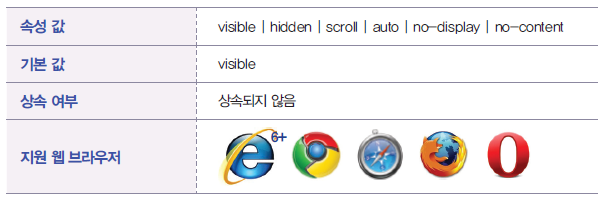 속성 값 visible | hidden | scroll | auto | no-display | no-content
기본 값 visible
상속 여부 상속되지 않음
지원 웹 브라우저 6+